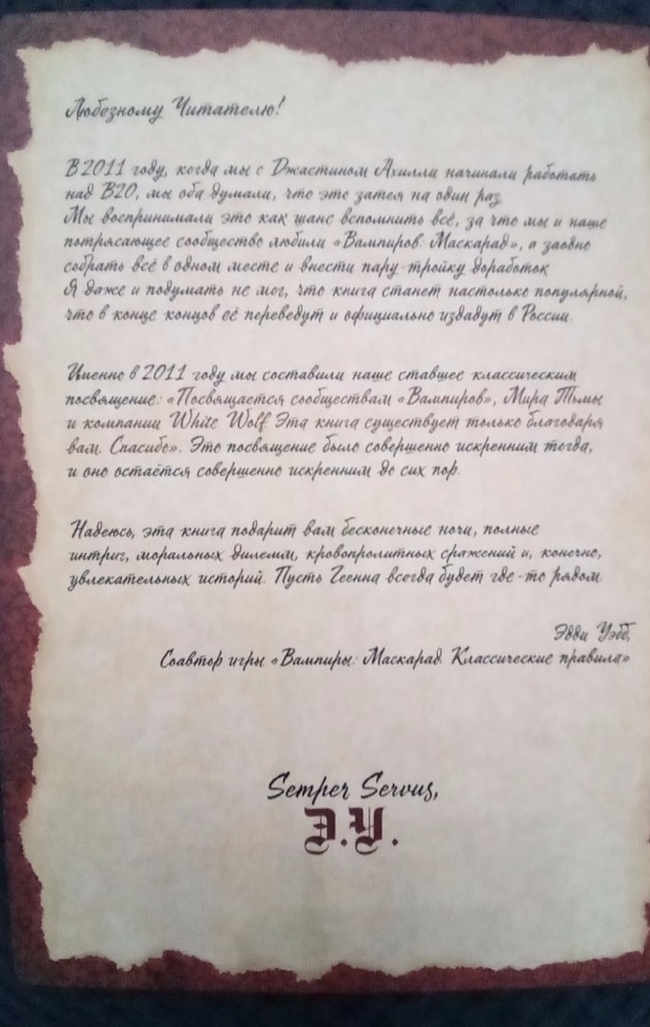 Любезному Читателю!
В 2011 году, когда мы с Джастином Ахилли начинали работать
над В20, мы оба думали, что это затея на один раз.
Мы воспринимали это как шанс вспомнить всё, за что мы и наше
потрясающее сообщество любили «Вампиров: Маскарад», а заодно
собрать всё в одном месте и внести пару-тройку доработок.
Я даже и подумать не мог, что книга станет настолько популярной,
что в конце концов её переведут и официально издадут в России.
Именно в 2011 году мы составили наше ставшее классическим
посвящение: «Посвящается сообществам «Вампиров», Мира Тьмы
и компании White Wolf. Эта книга существует только благодаря
вам. Спасибо». Это посвящение было совершенно искренним тогда,
и оно остаётся совершенно искренним до сих пор.
Надеюсь, эта книга подарит вам бесконечные ночи, полные
интриг, моральных дилемм, кровопролитных сражений и, конечно,
увлекательных историй. Пусть Геенна всегда будет где-то рядом.
Эдди Уэбб,
Соавтор игры «Вампиры: Маскарад. Классические правила»
Semper Servus,
Э.У.